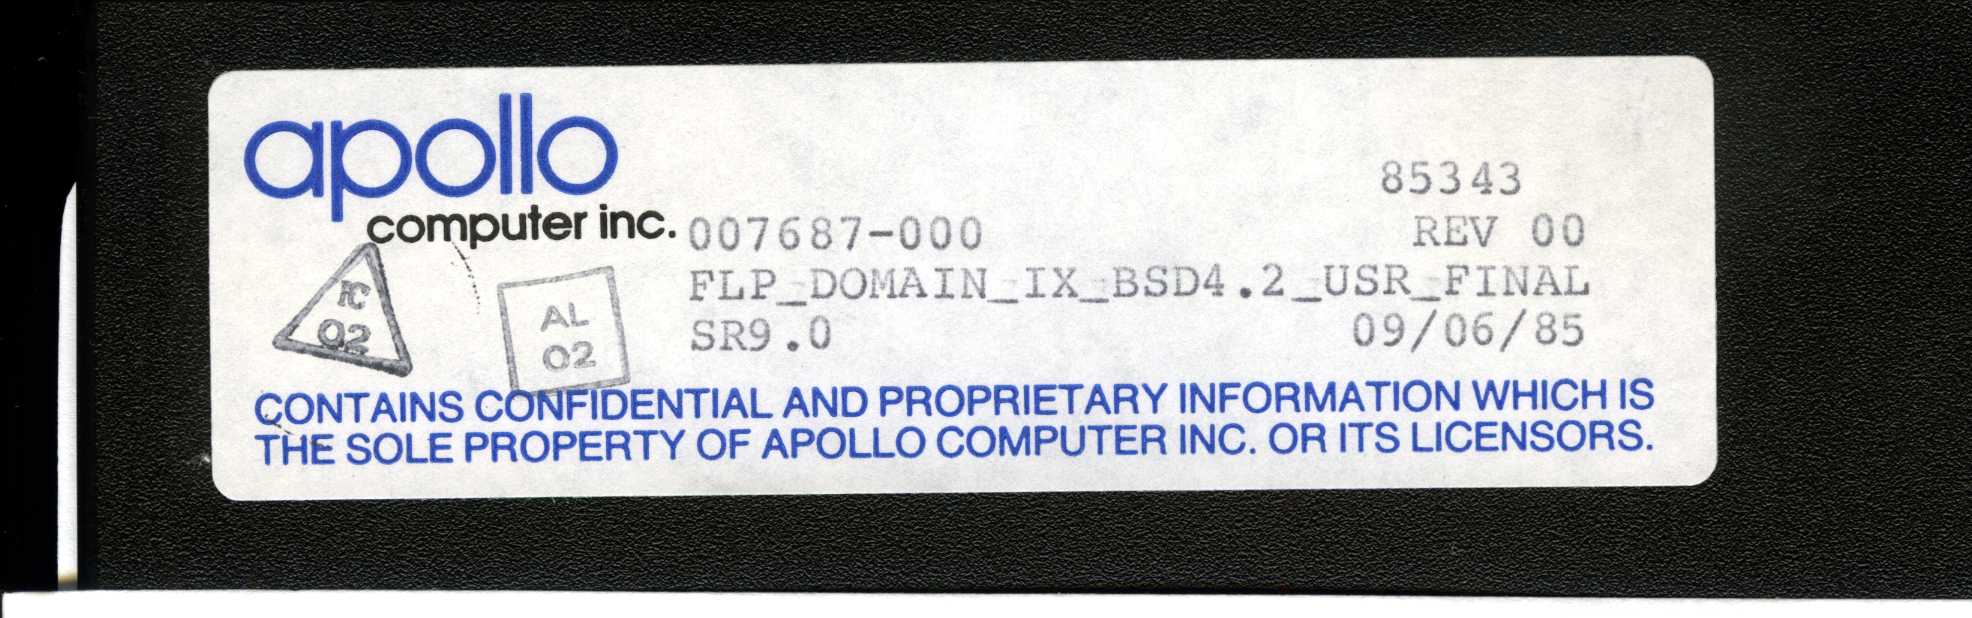 apollo
computer inc.
85343
007687-000 REV 00
FLP_DOMAIN_IX_BSD4.2_USR_FINAL
SR9.0 09/06/85
AL
02
02
CONTAINS CONFIDENTIAL AND PROPRIETARY INFORMATION WHICH IS
THE SOLE PROPERTY OF APOLLO COMPUTER INC. OR ITS LICENSORS.